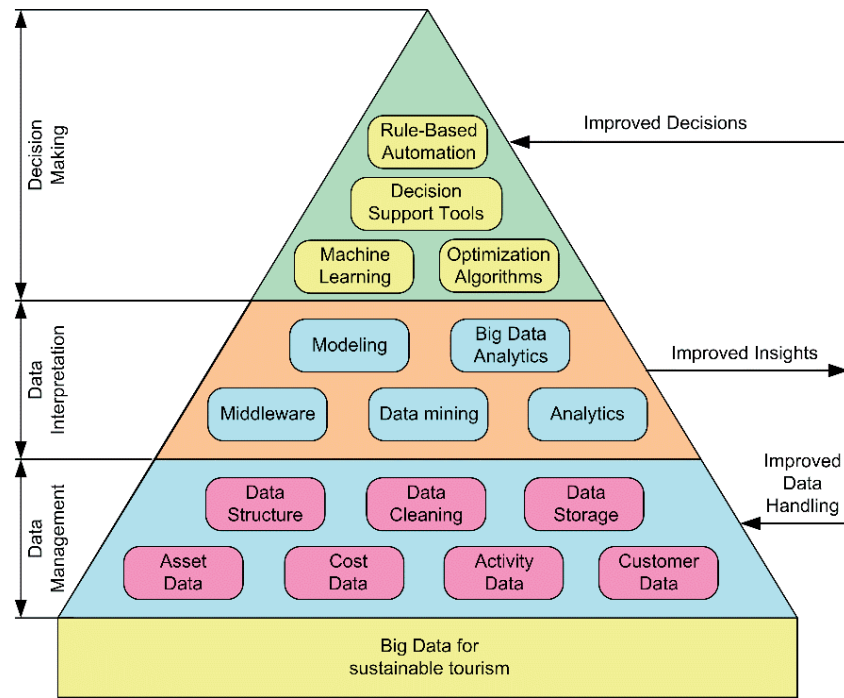 Decision
Making
Rule-Based
Automation
Improved Decisions
Decision
Support Tools
Machine
Learning
Optimization
Algorithms
Data
Interpretation
Modeling
Big Data
Analytics
Improved Insights
Middleware
Data mining
Analytics
Data
Management
Improved
Data
Handling
Data
Structure
Data
Cleaning
Data
Storage
Asset
Data
Cost
Data
Activity
Data
Customer
Data
Big Data for
sustainable tourism